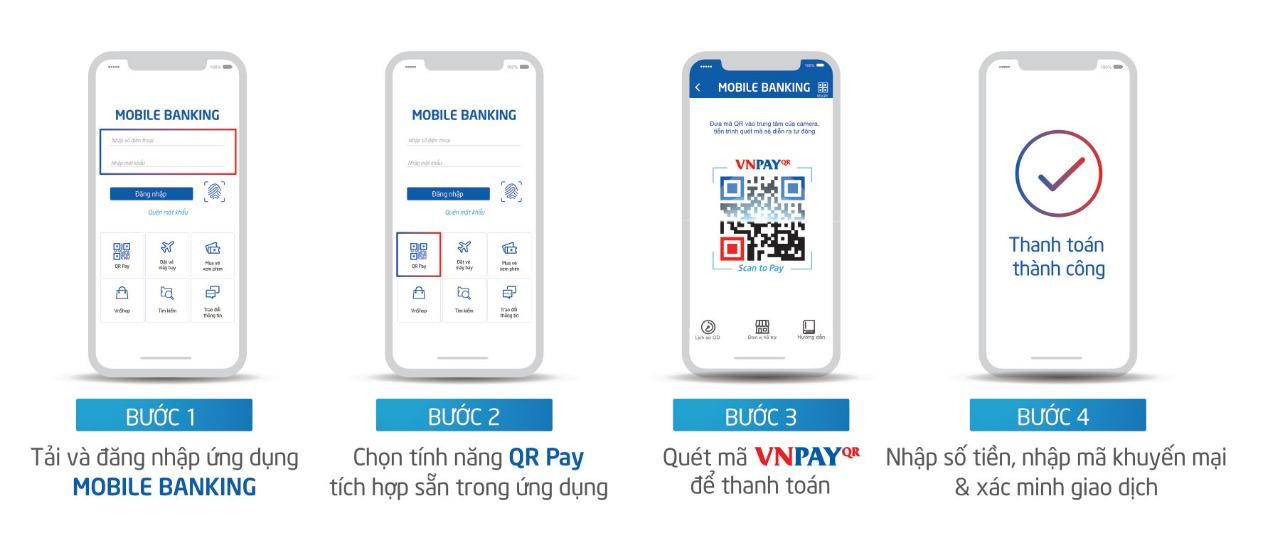 100%
MOBILE BANKING
Nhập số điện thoại
Nhập mật khẩu
Đăng nhập
Quên mật khẩu
QR Pay
Đặt vé
máy bay
Mua vé
xem phim
VnShop
Tìm kiếm
Trao đổi
thông tin
BƯỚC 1
Tải và đăng nhập ứng dụng
MOBILE BANKING
100%
MOBILE BANKING
Nhập số điện thoại
Nhập mật khẩu
Đăng nhập
Quên mật khẩu
QR Pay
Đặt vé
máy bay
Mua vé
xem phim
VnShop
Tìm kiếm
Trao đổi
thông tin
BƯỚC 2
Chọn tính năng QR Pay
tích hợp sẵn trong ứng dụng
100%
MOBILE BANKING
Đưa mã QR vào trung tâm của camera,
tiến trình quét mã sẽ diễn ra tự động
VNPAYQR
Scan to Pay
Lịch sử GD
Đơn vị hỗ trợ
Hướng dẫn
BƯỚC 3
Quét mã VNPAYQR
để thanh toán
100%
Thanh toán
thành công
BƯỚC 4
Nhập số tiền, nhập mã khuyến mại
& xác minh giao dịch